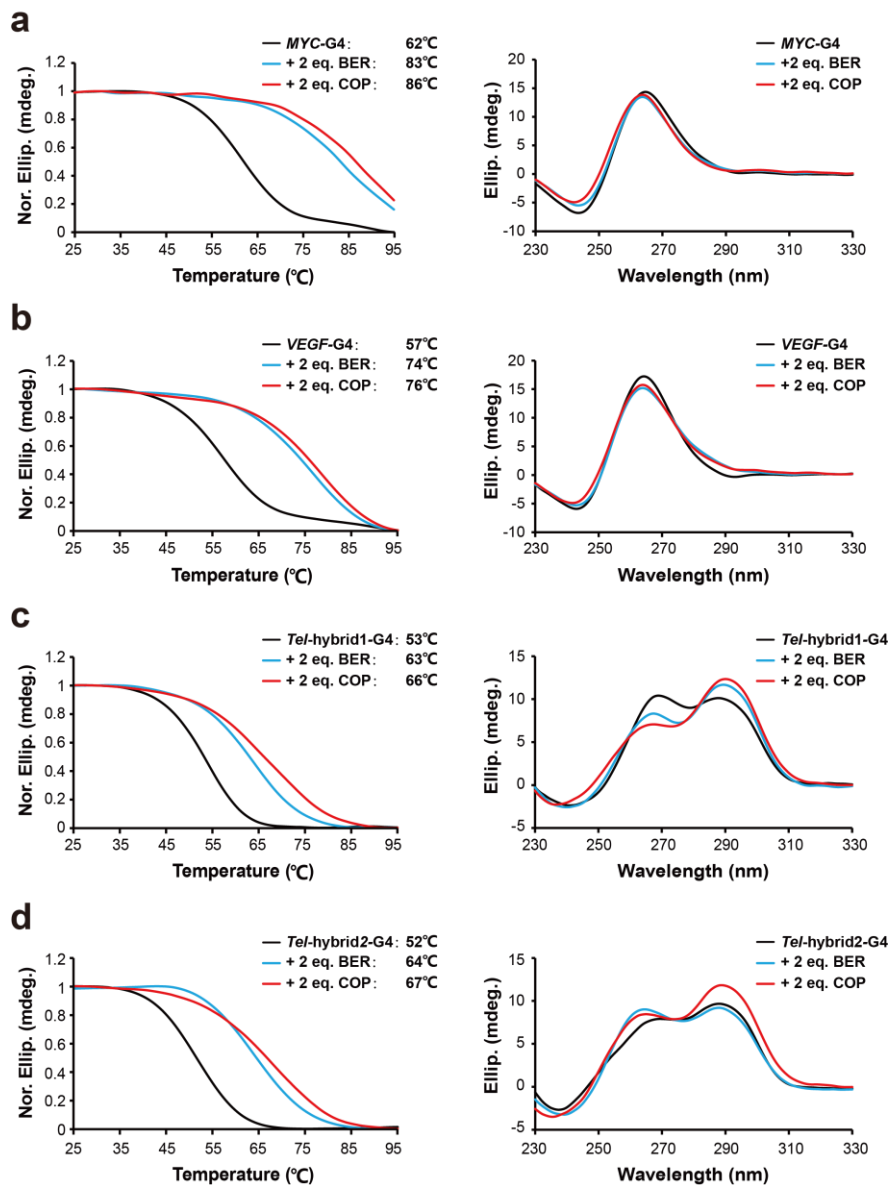 a
MYC-G4: 62℃
+ 2 eq. BER: 83℃
+ 2 eq. COP: 86℃
Nor. Ellip. (mdeg.)
1.2
1
0.8
0.6
0.4
0.2
0
25 35 45 55 65 75 85 95
Temperature (℃)
MYC-G4
+2 eq. BER
+2 eq. COP
Ellip. (mdeg.)
20
15
10
5
0
-5
-10
230 250 270 290 310 330
Wavelength (nm)
b
VEGF-G4: 57℃
+ 2 eq. BER: 74℃
+ 2 eq. COP: 76℃
Nor. Ellip. (mdeg.)
1.2
1
0.8
0.6
0.4
0.2
0
25 35 45 55 65 75 85 95
Temperature (℃)
VEGF-G4
+ 2 eq. BER
+ 2 eq. COP
Ellip. (mdeg.)
20
15
10
5
0
-5
-10
230 250 270 290 310 330
Wavelength (nm)
c
Tel-hybrid1-G4: 53℃
+ 2 eq. BER: 63℃
+ 2 eq. COP: 66℃
Nor. Ellip. (mdeg.)
1.2
1
0.8
0.6
0.4
0.2
0
25 35 45 55 65 75 85 95
Temperature (℃)
Tel-hybrid1-G4
+ 2 eq. BER
+ 2 eq. COP
Ellip. (mdeg.)
15
10
5
0
-5
230 250 270 290 310 330
Wavelength (nm)
d
Tel-hybrid2-G4: 52℃
+ 2 eq. BER: 64℃
+ 2 eq. COP: 67℃
Nor. Ellip. (mdeg.)
1.2
1
0.8
0.6
0.4
0.2
0
25 35 45 55 65 75 85 95
Temperature (℃)
Tel-hybrid2-G4
+ 2 eq. BER
+ 2 eq. COP
Ellip. (mdeg.)
15
10
5
0
-5
230 250 270 290 310 330
Wavelength (nm)